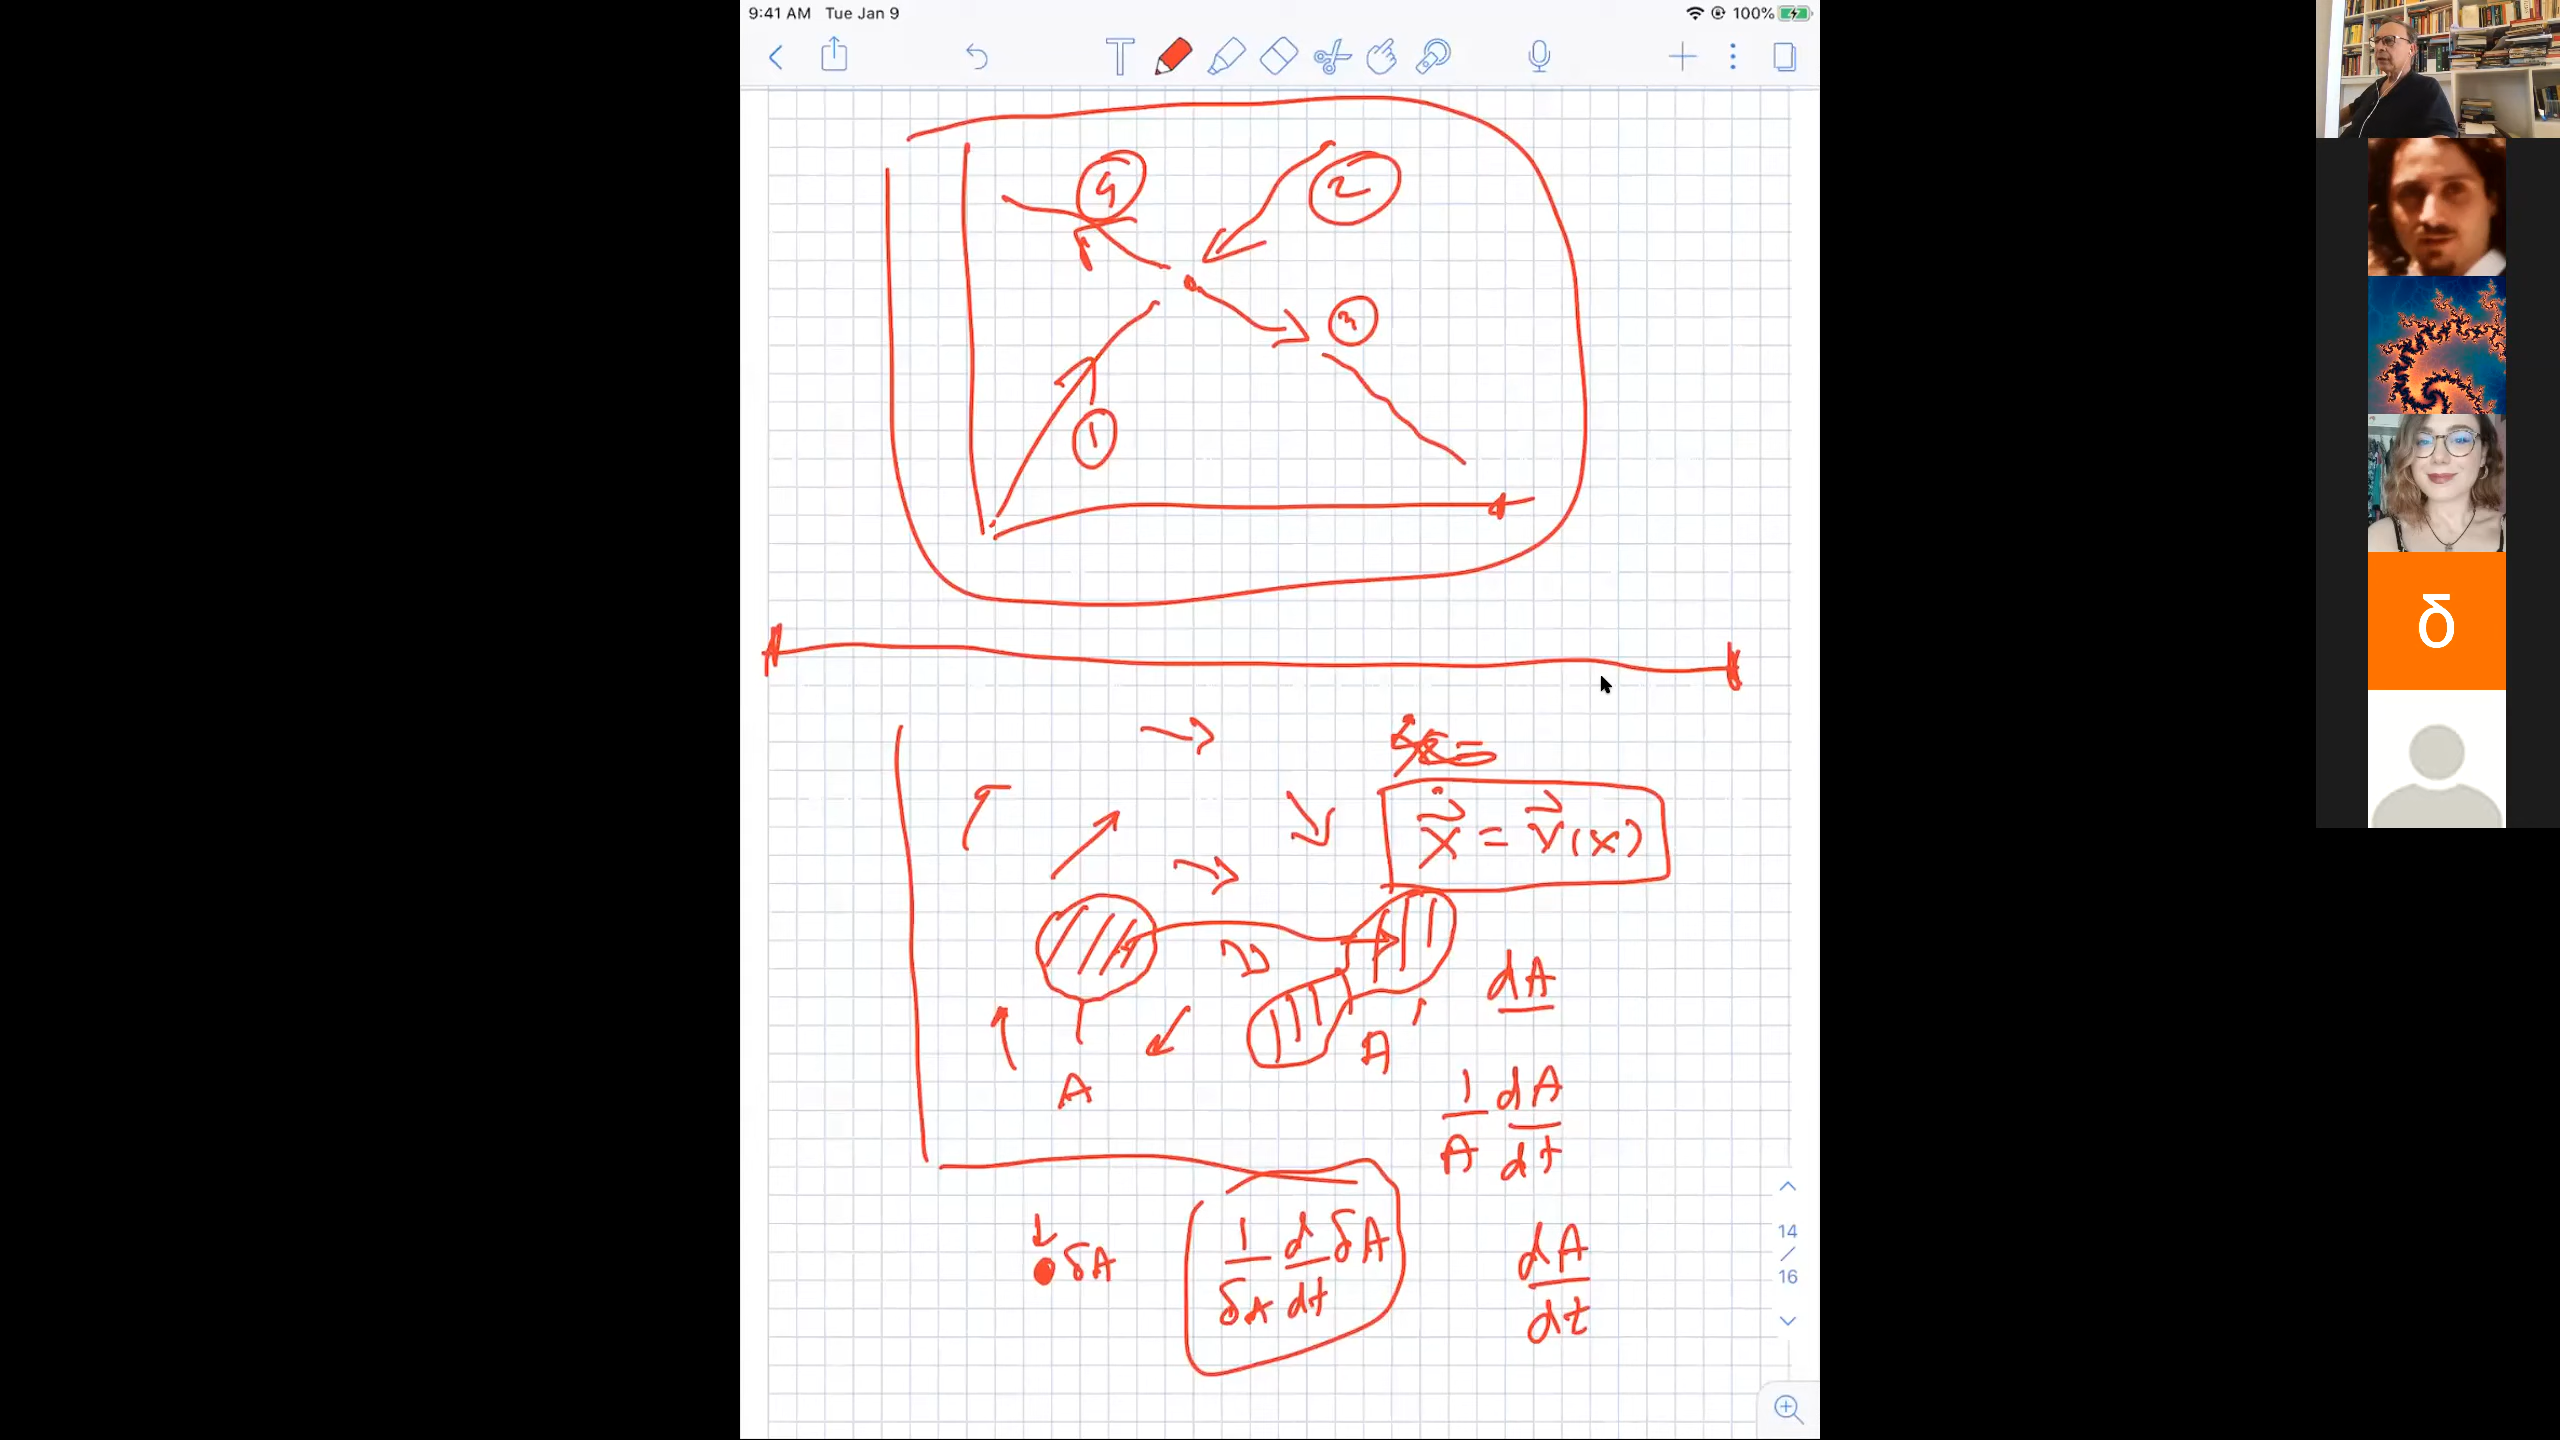 9:41 AM Tue Jan 9
100%
T
4
2
3
1
ẋ⃗ = v⃗(x)
dA
A'
A
1/A dA/dt
δA
1/δA d/dt δA
dA/dt
14
/
16
δ